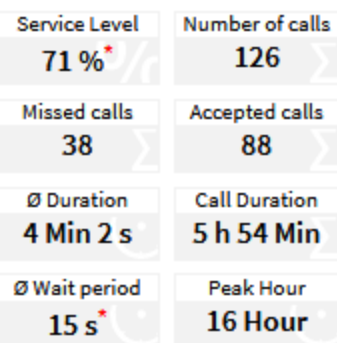 Service Level
71 %*
Number of calls
126
Missed calls
38
Accepted calls
88
Ø Duration
4 Min 2 s
Call Duration
5 h 54 Min
Ø Wait period
15 s*
Peak Hour
16 Hour